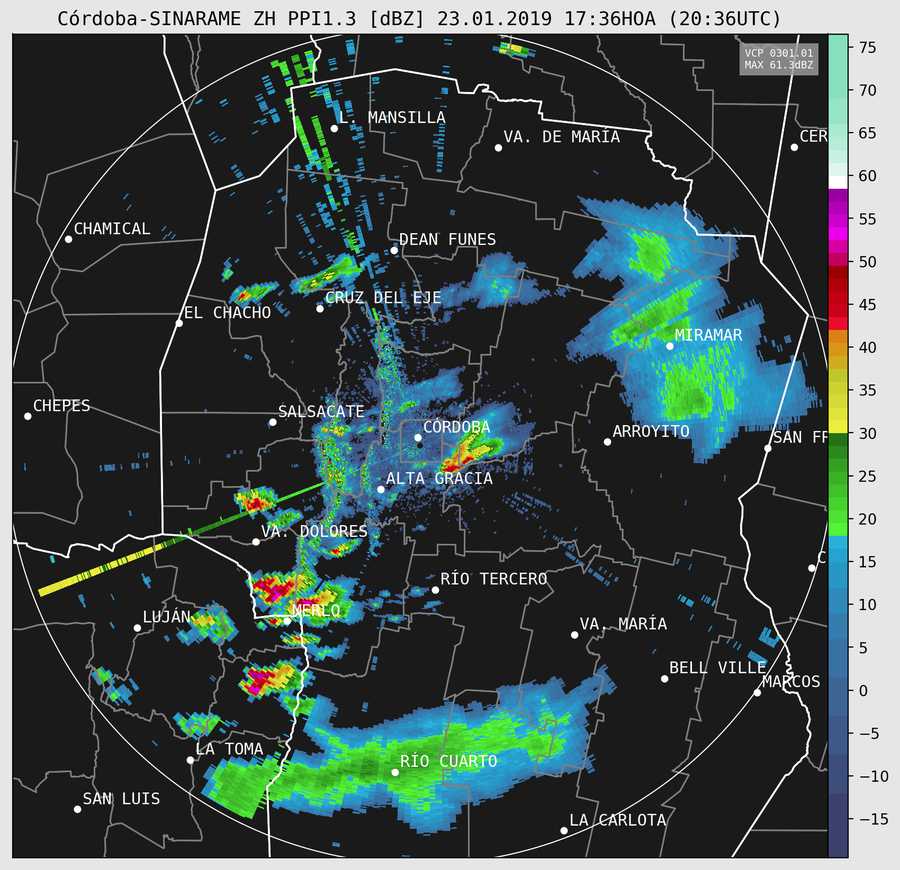 Córdoba-SINARAME ZH PPI1.3 [dBZ] 23.01.2019 17:36HOA (20:36UTC)
VCP 0301.01
MAX 61.3dBZ
75
70
65
60
55
50
45
40
35
30
25
20
15
10
5
0
−5
−10
−15
L. MANSILLA
VA. DE MARÍA
CER
CHAMICAL
DEAN FUNES
CRUZ DEL EJE
EL CHACHO
MIRAMAR
CHEPES
SALSACATE
CÓRDOBA
ARROYITO
SAN FR
ALTA GRACIA
VA. DOLORES
C
RÍO TERCERO
LUJÁN
MERLO
VA. MARÍA
BELL VILLE
MARCOS
LA TOMA
RÍO CUARTO
SAN LUIS
LA CARLOTA